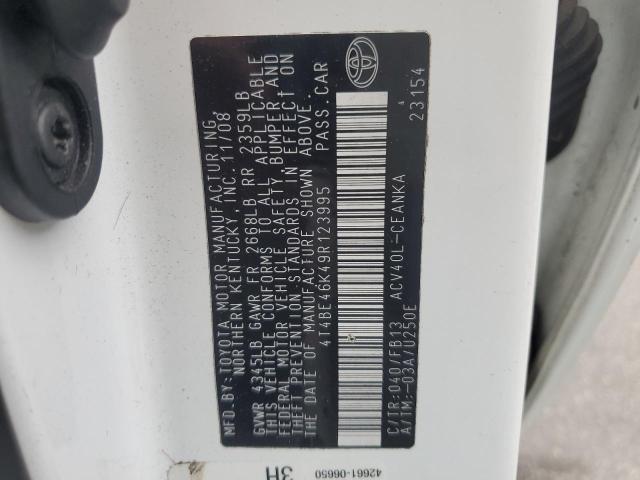 MFD.BY:TOYOTA MOTOR MANUFACTURING,
NORTHERN KENTUCKY, INC. 11/08
GVWR 4345LB GAWR FR 2668LB RR 2359LB
THIS VEHICLE CONFORMS TO ALL APPLICABLE
FEDERAL MOTOR VEHICLE SAFETY,BUMPER,AND
THEFT PREVENTION STANDARDS IN EFFECT ON
THE DATE OF MANUFACTURE SHOWN ABOVE.
4T4BE46K49R123995 PASS.CAR
C/TR:040/FB13 ACV40L-CEANKA
A/TM:-03A/U250E
4
23154
42661-06650
3H